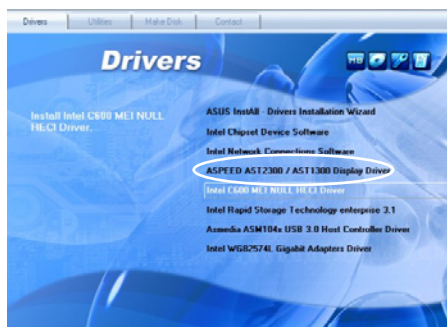 Drivers
Utilities
Make Disk
Contact
Drivers
Install Intel C600 MEI NULL
HECI Driver.
ASUS InstAll - Drivers Installation Wizard
Intel Chipset Device Software
Intel Network Connections Software
ASPEED AST2300 / AST1300 Display Driver
Intel C600 MEI NULL HECI Driver
Intel Rapid Storage Technology enterprise 3.1
Asmedia ASM104x USB 3.0 Host Controller Driver
Intel WG82574L Gigabit Adapters Driver